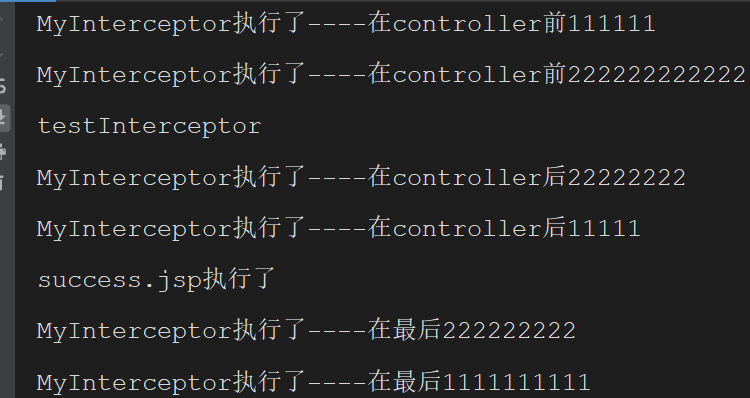 MyInterceptor执行了----在controller前111111
MyInterceptor执行了----在controller前222222222222
testInterceptor
MyInterceptor执行了----在controller后22222222
MyInterceptor执行了----在controller后11111
success.jsp执行了
MyInterceptor执行了----在最后222222222
MyInterceptor执行了----在最后1111111111